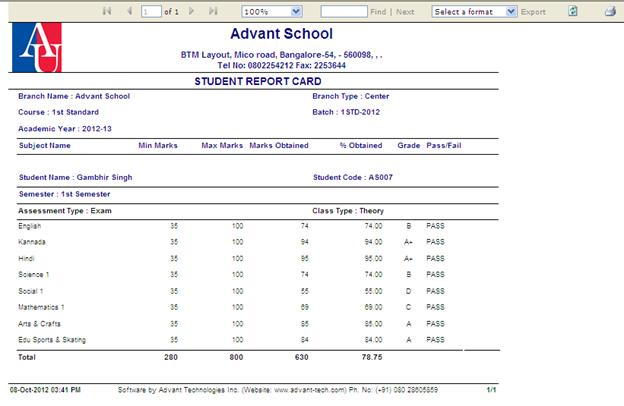 1 of 1 100% Find | Next Select a format Export
AU
Advant School
BTM Layout, Mico road, Bangalore-54, - 560098, , .
Tel No: 0802254212 Fax: 2253644
STUDENT REPORT CARD
Branch Name : Advant School Branch Type : Center
Course : 1st Standard Batch : 1STD-2012
Academic Year : 2012-13
Subject Name Min Marks Max Marks Marks Obtained % Obtained Grade Pass/Fail
Student Name : Gambhir Singh Student Code : AS007
Semester : 1st Semester
Assessment Type : Exam Class Type : Theory
English 35 100 74 74.00 B PASS
Kannada 35 100 94 94.00 A+ PASS
Hindi 35 100 95 95.00 A+ PASS
Science 1 35 100 74 74.00 B PASS
Social 1 35 100 55 55.00 D PASS
Mathematics 1 35 100 69 69.00 C PASS
Arts & Crafts 35 100 85 85.00 A PASS
Edu Sports & Skating 35 100 84 84.00 A PASS
Total 280 800 630 78.75
08-Oct-2012 03:41 PM Software by Advant Technologies Inc. (Website: www.advant-tech.com) Ph. No: (+91) 080 28605859 1/1